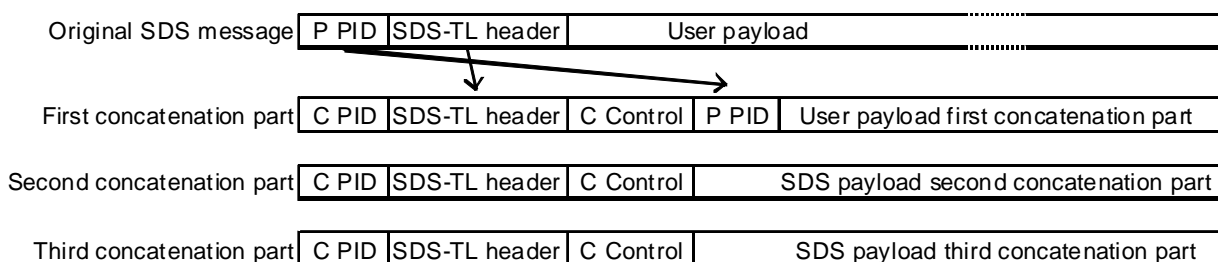 Original SDS message P PID SDS-TL header User payload
First concatenation part C PID SDS-TL header C Control P PID User payload first concatenation part
Second concatenation part C PID SDS-TL header C Control SDS payload second concatenation part
Third concatenation part C PID SDS-TL header C Control SDS payload third concatenation part